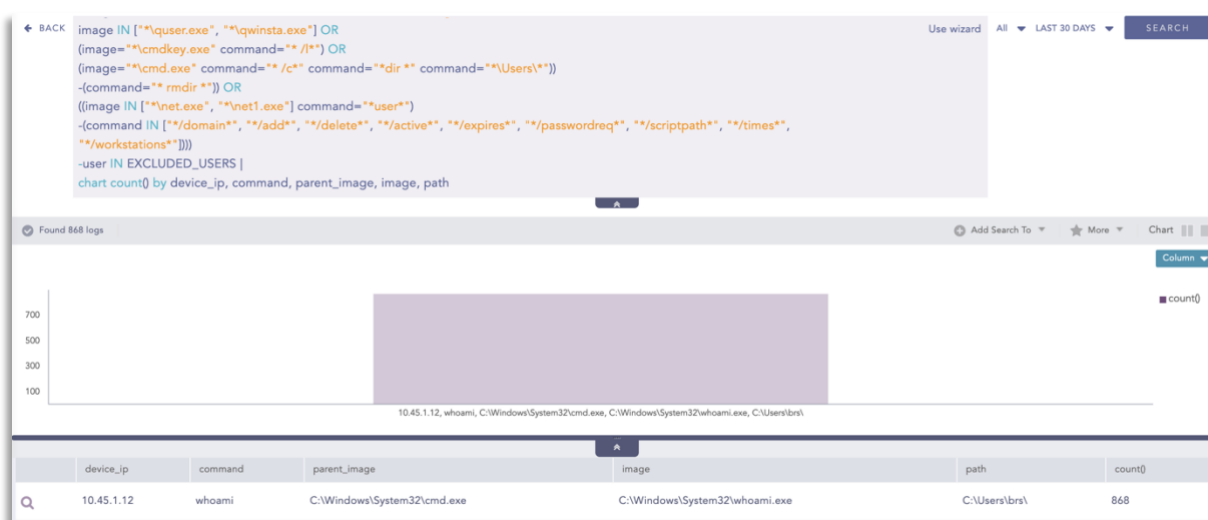 ← BACK
image IN ["*\quser.exe", "*\qwinsta.exe"] OR
Use wizard All LAST 30 DAYS SEARCH
(image="*\cmdkey.exe" command="* /l*") OR
(image="*\cmd.exe" command="* /c*" command="*dir *" command="*\Users\*"))
-(command="* rmdir *")) OR
((image IN ["*\net.exe", "*\net1.exe"] command="*user*")
-(command IN ["*/domain*", "*/add*", "*/delete*", "*/active*", "*/expires*", "*/passwordreq*", "*/scriptpath*", "*/times*",
"*/workstations*"])))
-user IN EXCLUDED_USERS |
chart count() by device_ip, command, parent_image, image, path
Found 868 logs
Add Search To More Chart
Column
count()
700
500
300
100
10.45.1.12, whoami, C:\Windows\System32\cmd.exe, C:\Windows\System32\whoami.exe, C:\Users\brs\
device_ip command parent_image image path count()
10.45.1.12 whoami C:\Windows\System32\cmd.exe C:\Windows\System32\whoami.exe C:\Users\brs\ 868